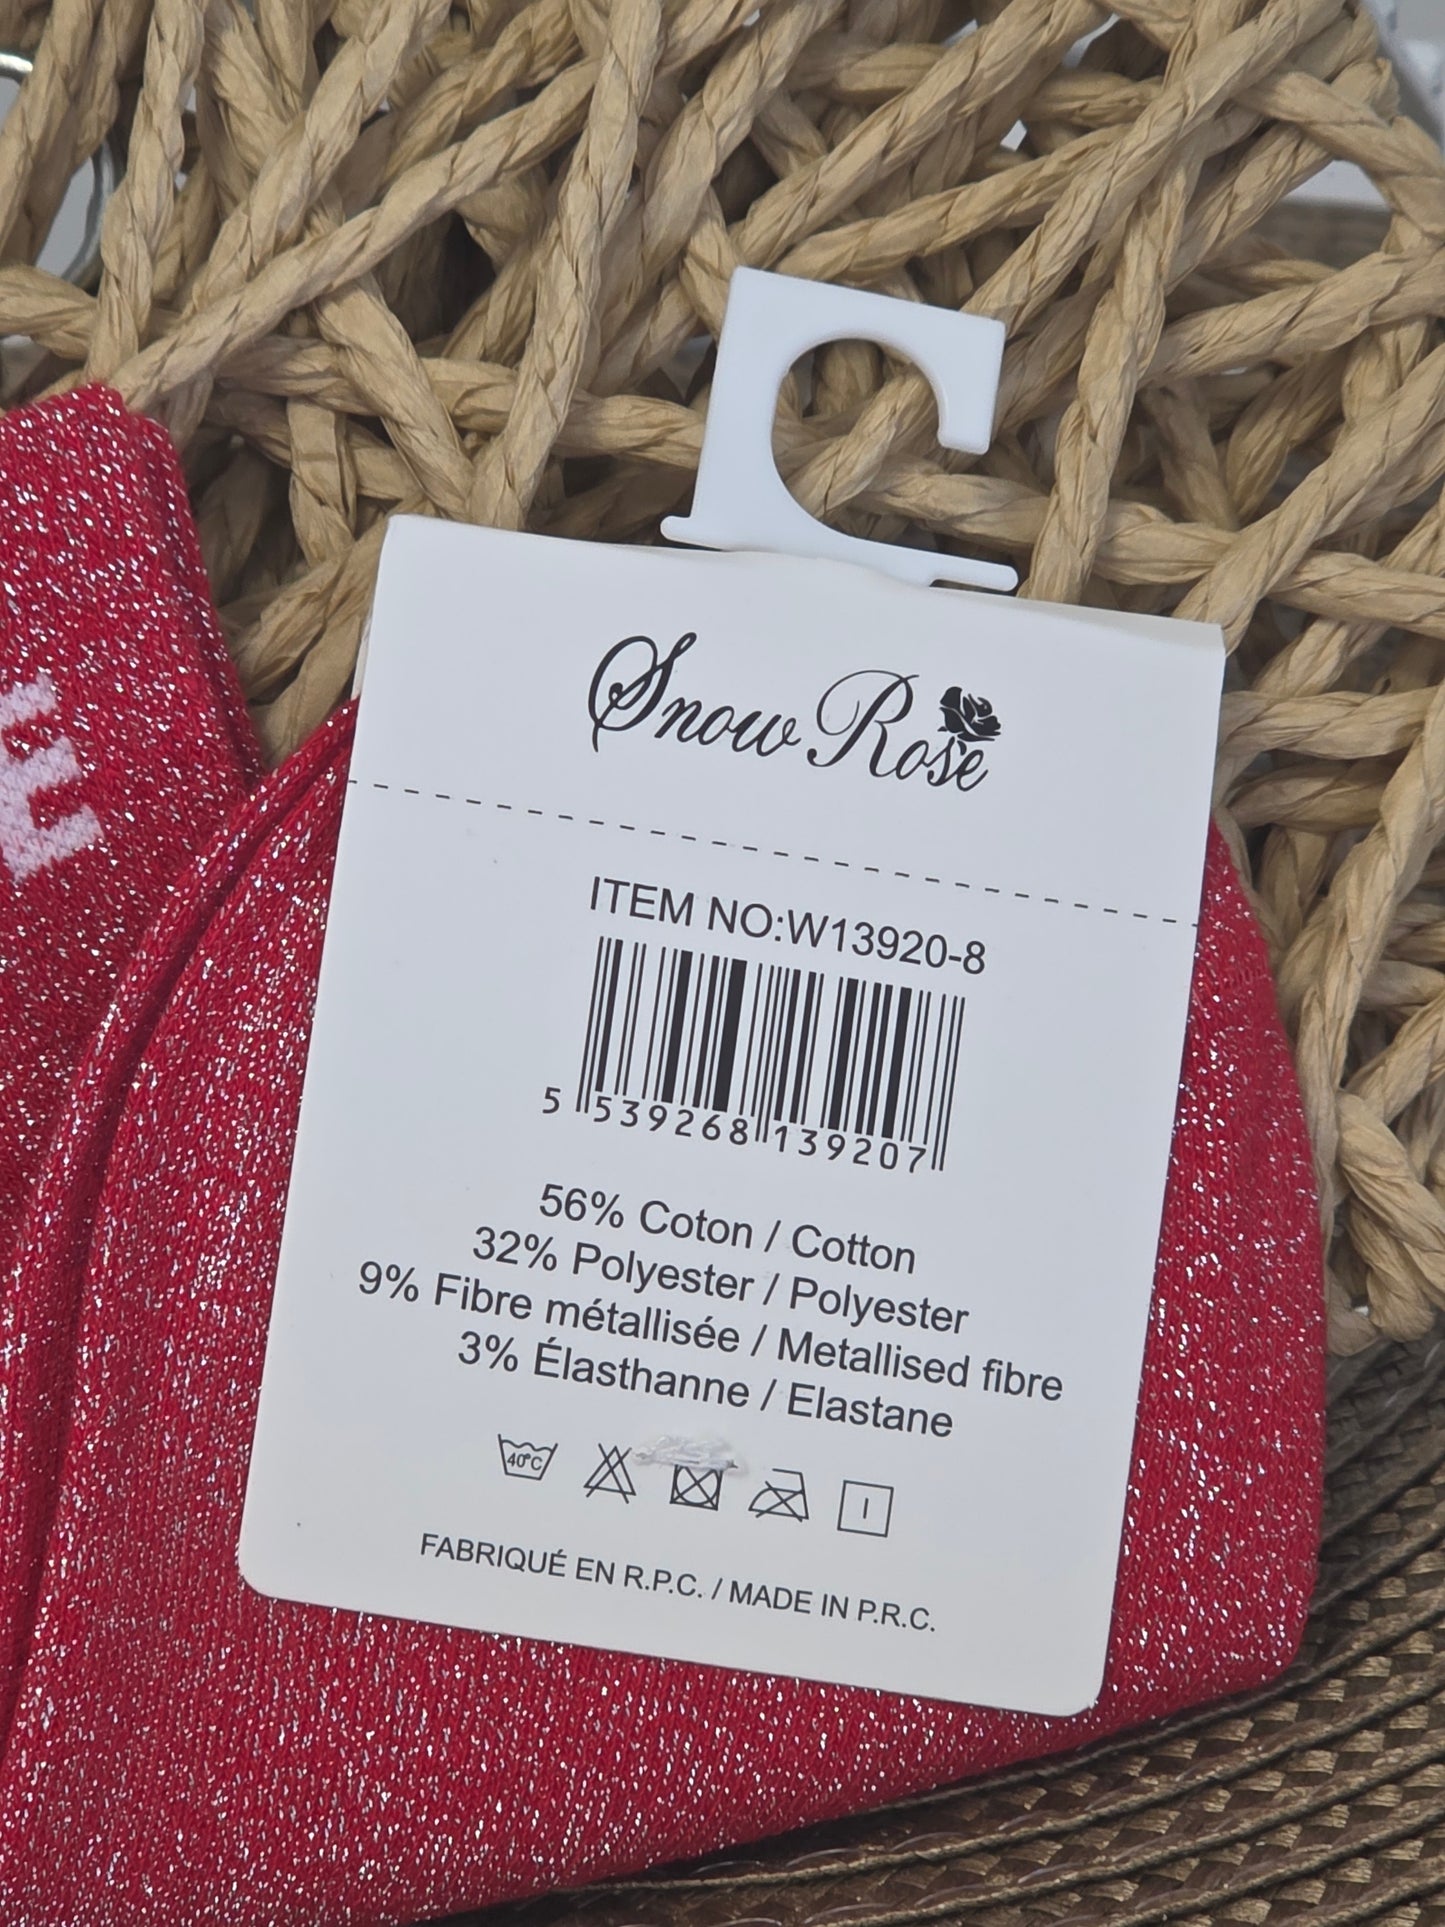 Snow Rose
ITEM NO:W13920-8
5 539268 139207
56% Coton / Cotton
32% Polyester / Polyester
9% Fibre métallisée / Metallised fibre
3% Élasthanne / Elastane
40°C
FABRIQUÉ EN R.P.C. / MADE IN P.R.C.
E